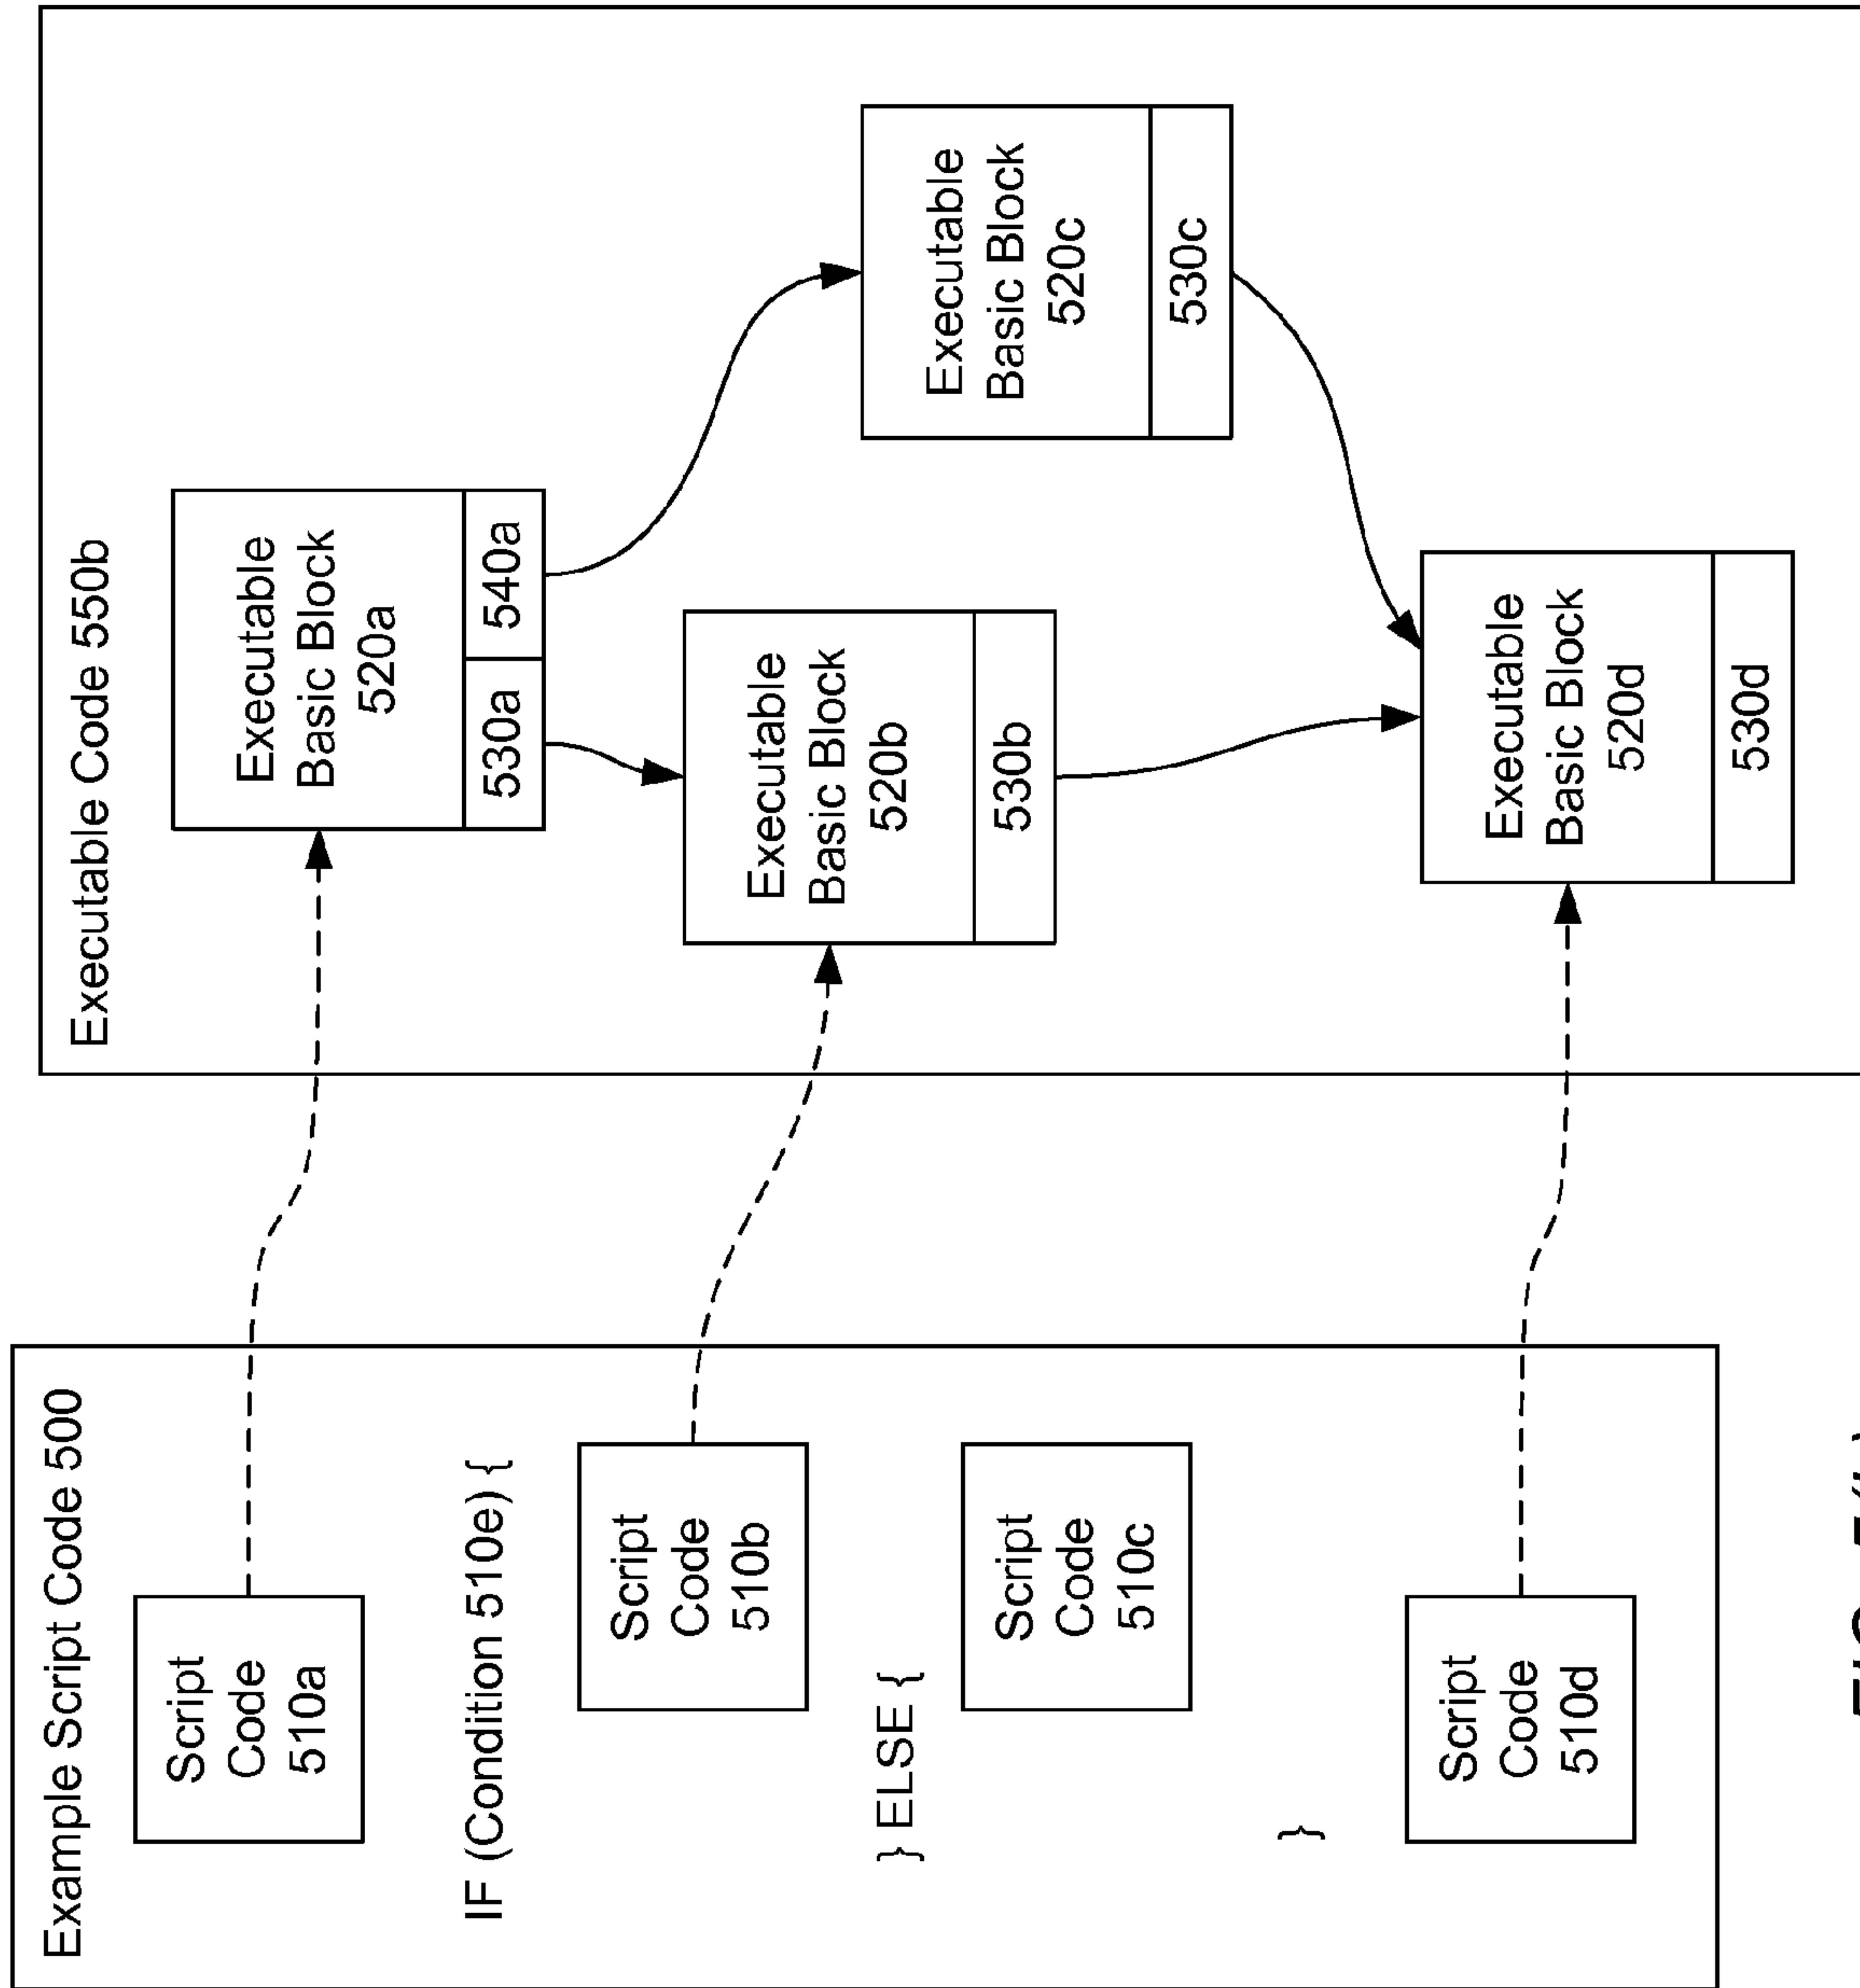 Example Script Code 500
Script
Code
510a
IF (Condition 510e) {
Script
Code
510b
} ELSE {
Script
Code
510c
}
Script
Code
510d
Executable Code 550b
Executable
Basic Block
520a
530a
540a
Executable
Basic Block
520b
530b
Executable
Basic Block
520c
530c
Executable
Basic Block
520d
530d